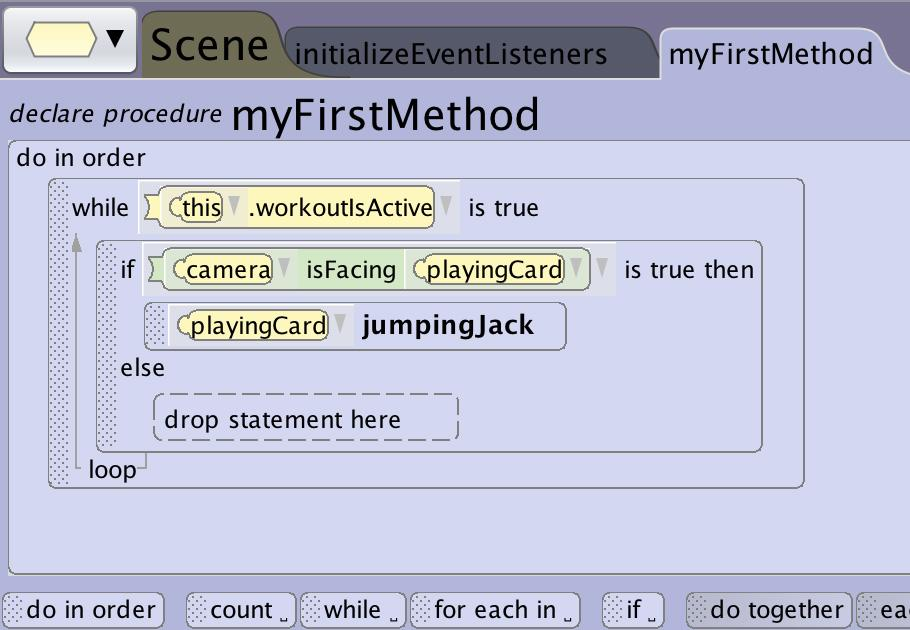 Scene initializeEventListeners myFirstMethod
declare procedure myFirstMethod
do in order
while this .workoutIsActive is true
if camera isFacing playingCard is true then
playingCard jumpingJack
else
drop statement here
loop
do in order count while for each in if do together